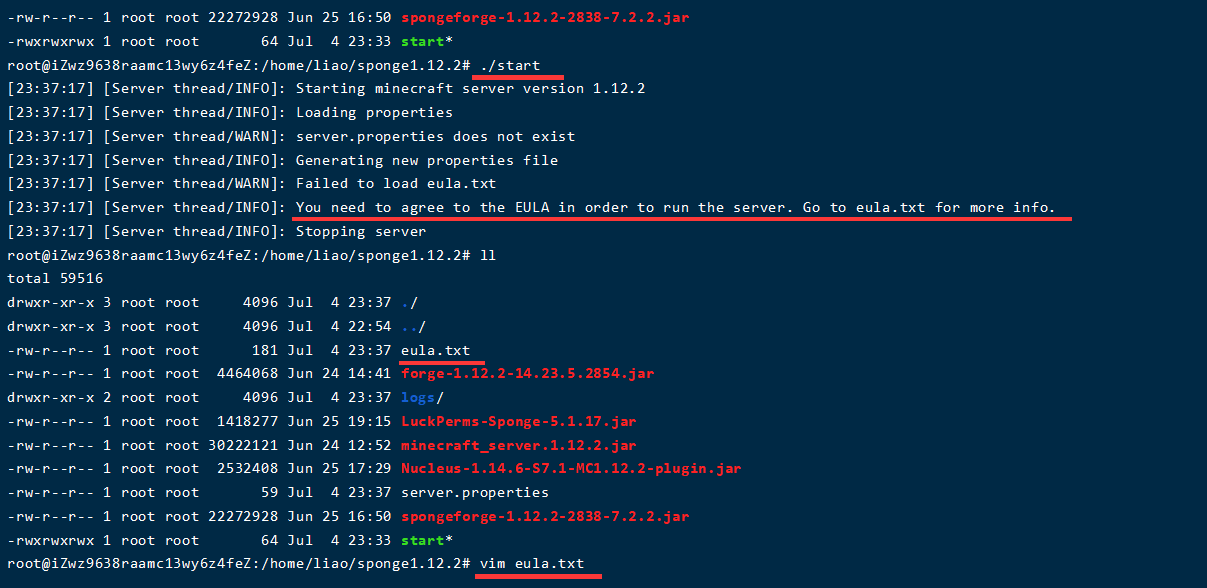 -rw-r--r-- 1 root root 22272928 Jun 25 16:50 spongeforge-1.12.2-2838-7.2.2.jar
-rwxrwxrwx 1 root root       64 Jul  4 23:33 start*
root@iZwz9638raamc13wy6z4feZ:/home/liao/sponge1.12.2# ./start
[23:37:17] [Server thread/INFO]: Starting minecraft server version 1.12.2
[23:37:17] [Server thread/INFO]: Loading properties
[23:37:17] [Server thread/WARN]: server.properties does not exist
[23:37:17] [Server thread/INFO]: Generating new properties file
[23:37:17] [Server thread/WARN]: Failed to load eula.txt
[23:37:17] [Server thread/INFO]: You need to agree to the EULA in order to run the server. Go to eula.txt for more info.
[23:37:17] [Server thread/INFO]: Stopping server
root@iZwz9638raamc13wy6z4feZ:/home/liao/sponge1.12.2# ll
total 59516
drwxr-xr-x 3 root root     4096 Jul  4 23:37 ./
drwxr-xr-x 3 root root     4096 Jul  4 22:54 ../
-rw-r--r-- 1 root root      181 Jul  4 23:37 eula.txt
-rw-r--r-- 1 root root  4464068 Jun 24 14:41 forge-1.12.2-14.23.5.2854.jar
drwxr-xr-x 2 root root     4096 Jul  4 23:37 logs/
-rw-r--r-- 1 root root  1418277 Jun 25 19:15 LuckPerms-Sponge-5.1.17.jar
-rw-r--r-- 1 root root 30222121 Jun 24 12:52 minecraft_server.1.12.2.jar
-rw-r--r-- 1 root root  2532408 Jun 25 17:29 Nucleus-1.14.6-S7.1-MC1.12.2-plugin.jar
-rw-r--r-- 1 root root       59 Jul  4 23:37 server.properties
-rw-r--r-- 1 root root 22272928 Jun 25 16:50 spongeforge-1.12.2-2838-7.2.2.jar
-rwxrwxrwx 1 root root       64 Jul  4 23:33 start*
root@iZwz9638raamc13wy6z4feZ:/home/liao/sponge1.12.2# vim eula.txt